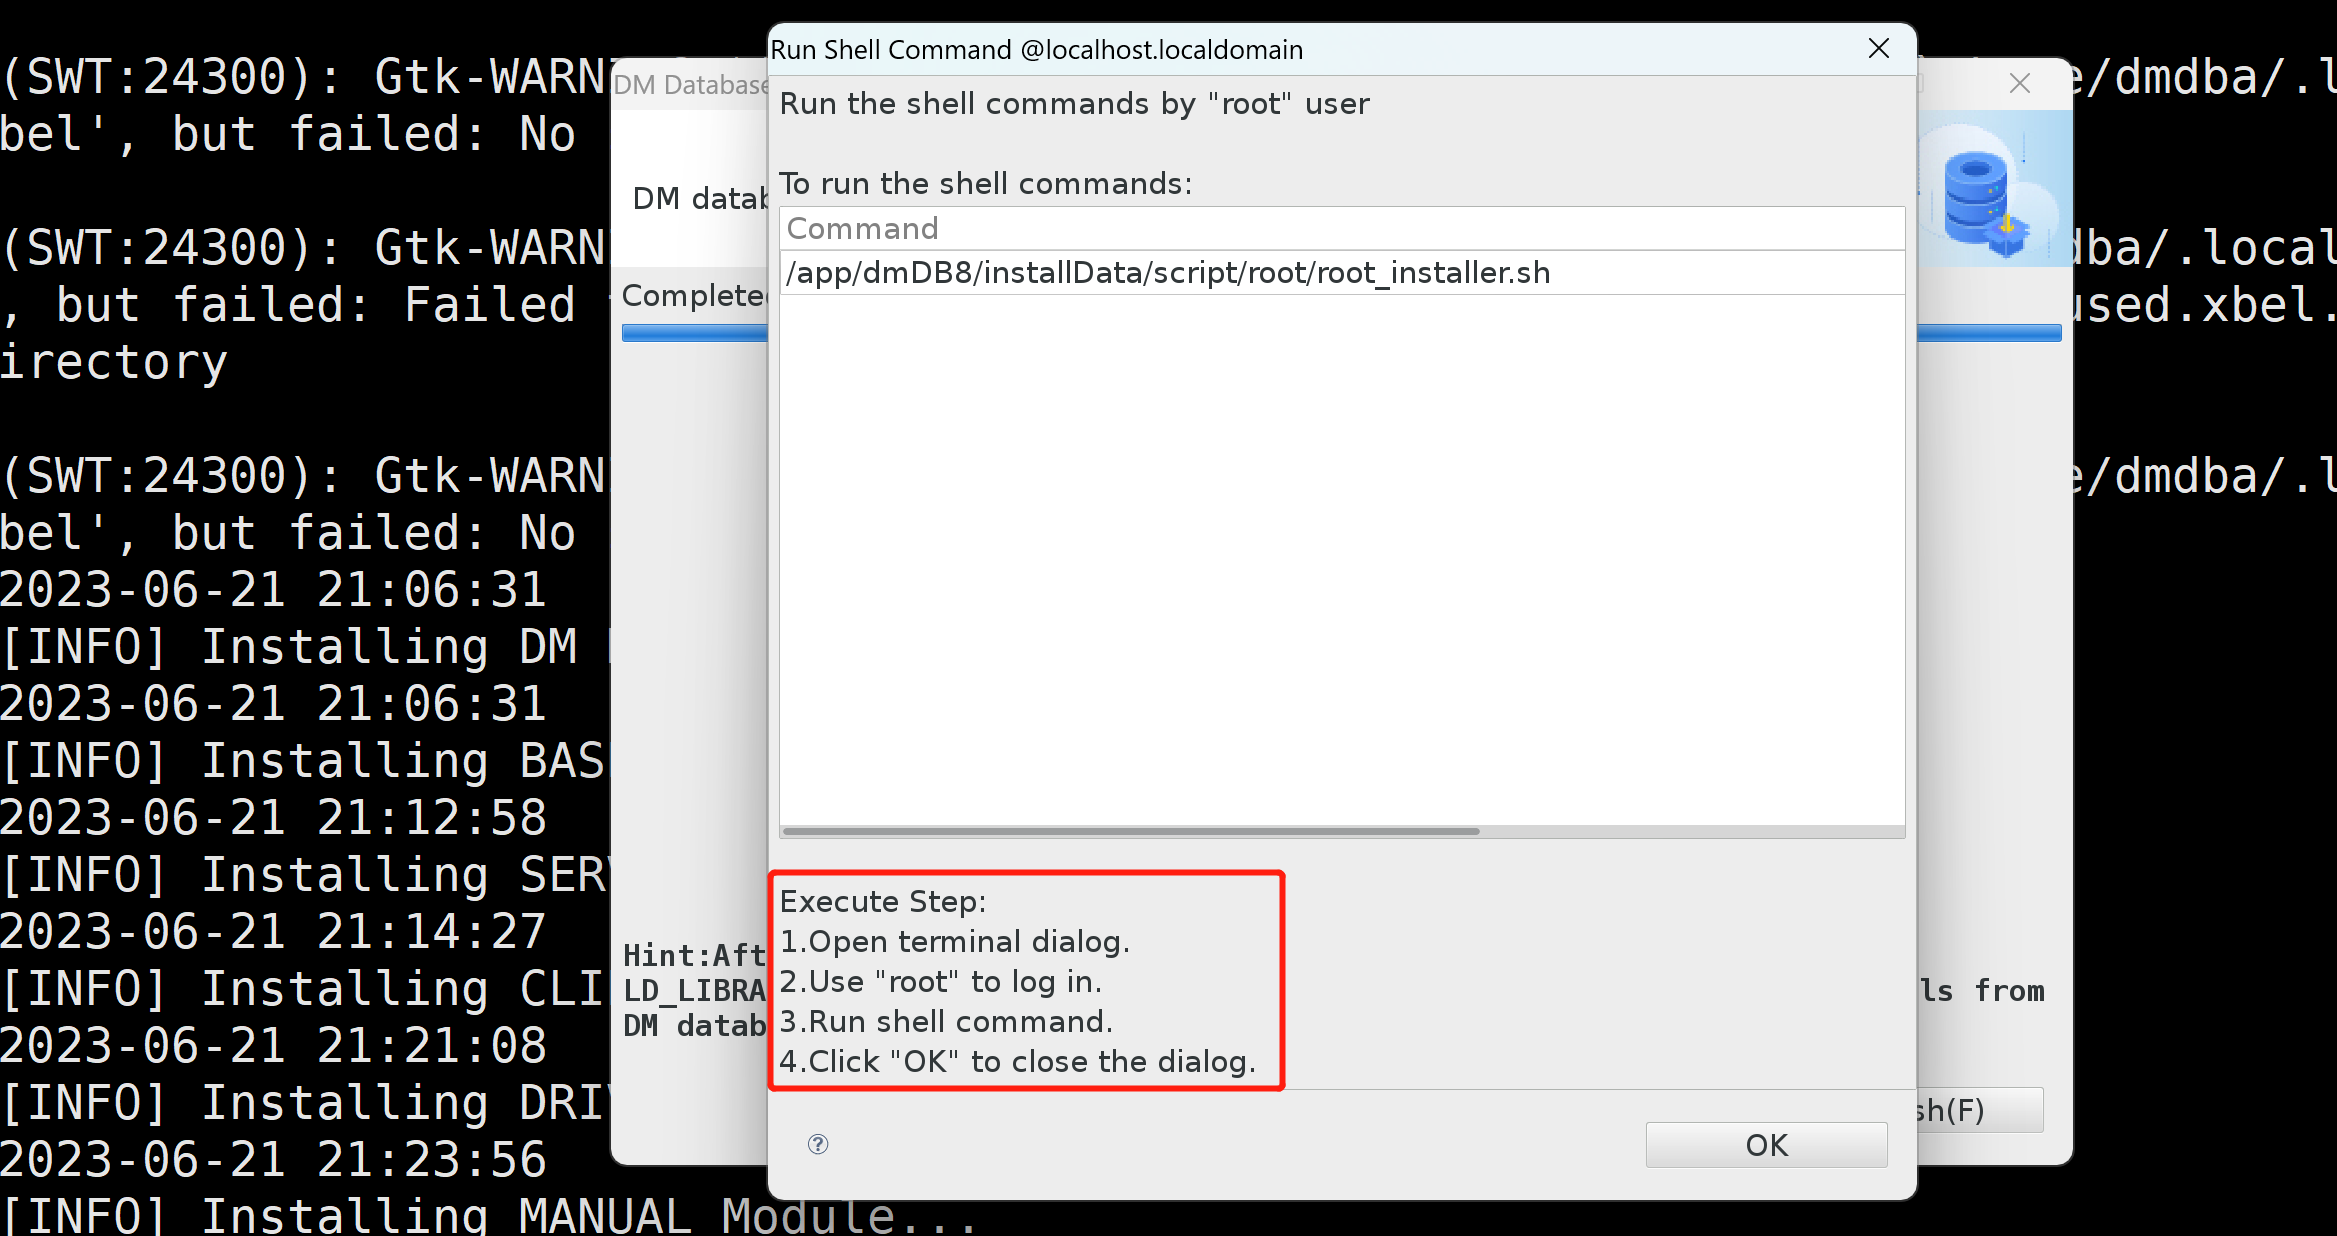 Run Shell Command @localhost.localdomain
Run the shell commands by "root" user
To run the shell commands:
Command
/app/dmDB8/installData/script/root/root_installer.sh
Execute Step:
1.Open terminal dialog.
2.Use "root" to log in.
3.Run shell command.
4.Click "OK" to close the dialog.
OK
DM Database
DM datab
Completed
Hint:Aft
LD_LIBRA
ls from
DM datab
sh(F)
(SWT:24300): Gtk-WARNI
e/dmdba/.l
bel', but failed: No
(SWT:24300): Gtk-WARNI
dba/.local
, but failed: Failed
used.xbel.
irectory
(SWT:24300): Gtk-WARNI
e/dmdba/.l
bel', but failed: No
2023-06-21 21:06:31
[INFO] Installing DM
2023-06-21 21:06:31
[INFO] Installing BAS
2023-06-21 21:12:58
[INFO] Installing SERV
2023-06-21 21:14:27
[INFO] Installing CLI
2023-06-21 21:21:08
[INFO] Installing DRIV
2023-06-21 21:23:56
[INFO] Installing MANUAL Module...